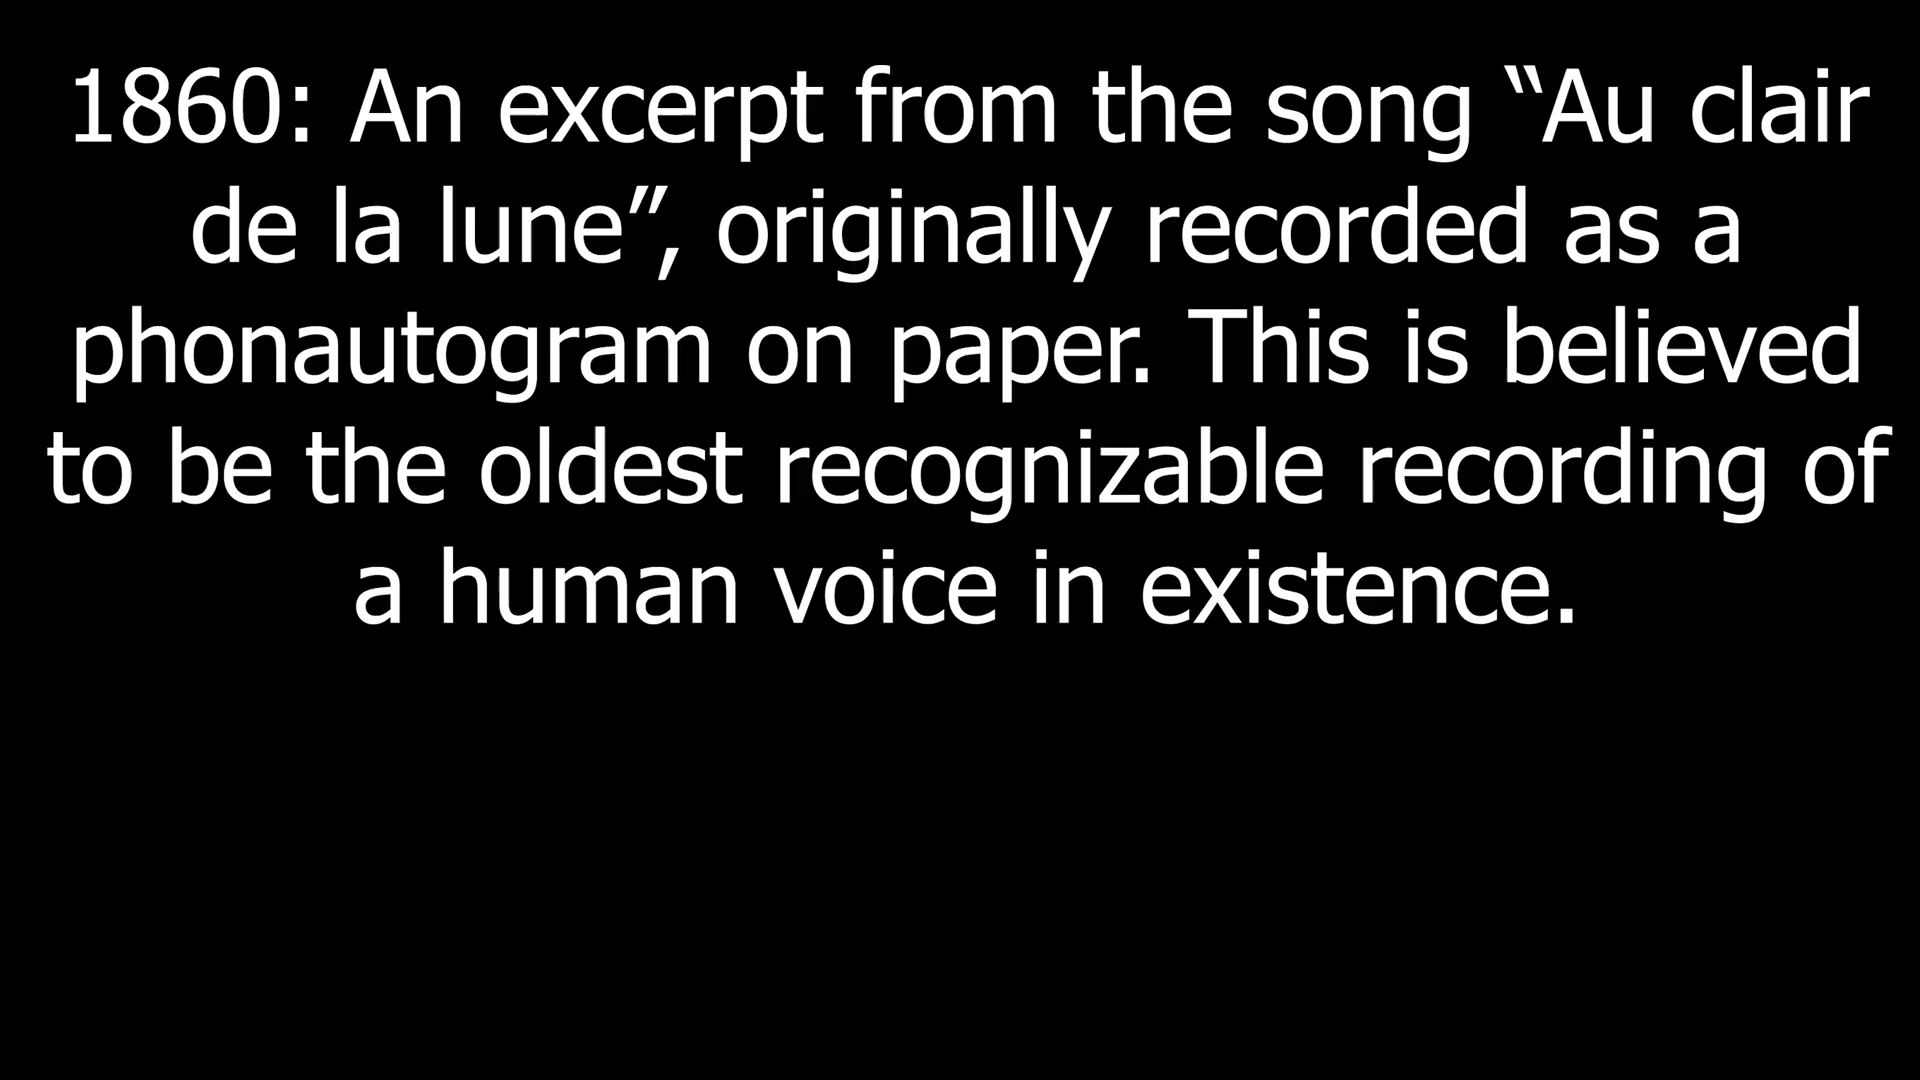 1860: An excerpt from the song “Au clair
de la lune”, originally recorded as a
phonautogram on paper. This is believed
to be the oldest recognizable recording of
a human voice in existence.